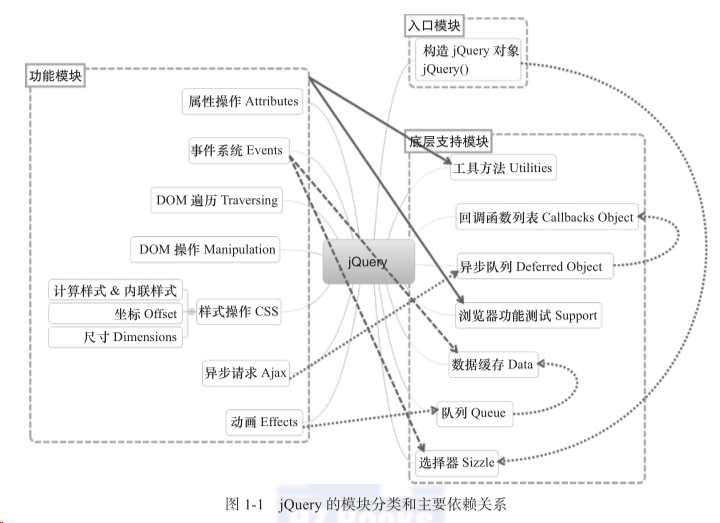 入口模块
构造 jQuery 对象
jQuery()
功能模块
属性操作 Attributes
事件系统 Events
DOM 遍历 Traversing
DOM 操作 Manipulation
计算样式 & 内联样式
坐标 Offset
尺寸 Dimensions
样式操作 CSS
异步请求 Ajax
动画 Effects
jQuery
底层支持模块
工具方法 Utilities
回调函数列表 Callbacks Object
异步队列 Deferred Object
浏览器功能测试 Support
数据缓存 Data
队列 Queue
选择器 Sizzle
图 1-1 jQuery 的模块分类和主要依赖关系